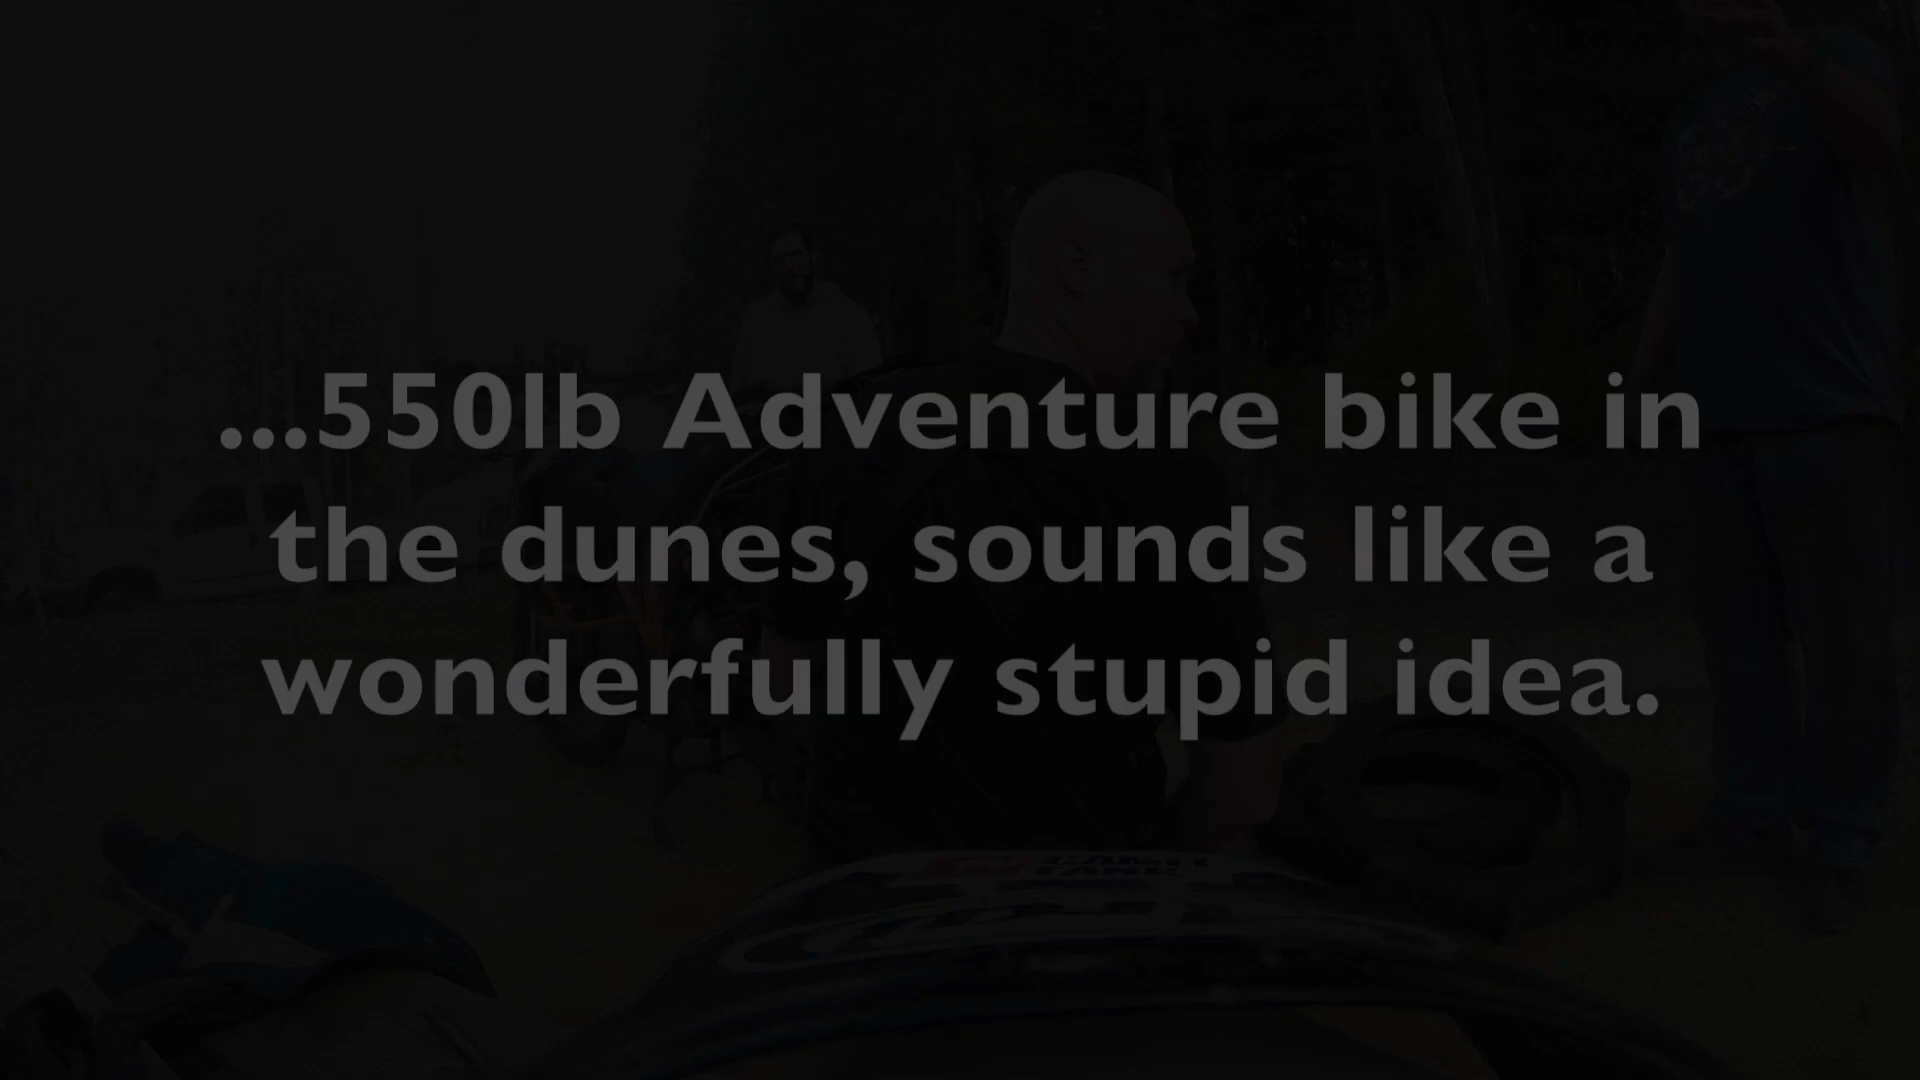 ...550lb Adventure bike in
the dunes, sounds like a
wonderfully stupid idea.